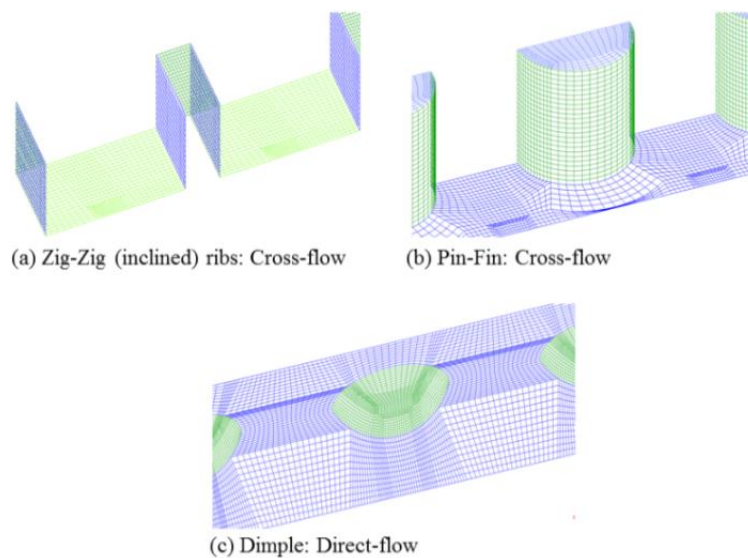 (a) Zig-Zig (inclined) ribs: Cross-flow
(b) Pin-Fin: Cross-flow
(c) Dimple: Direct-flow